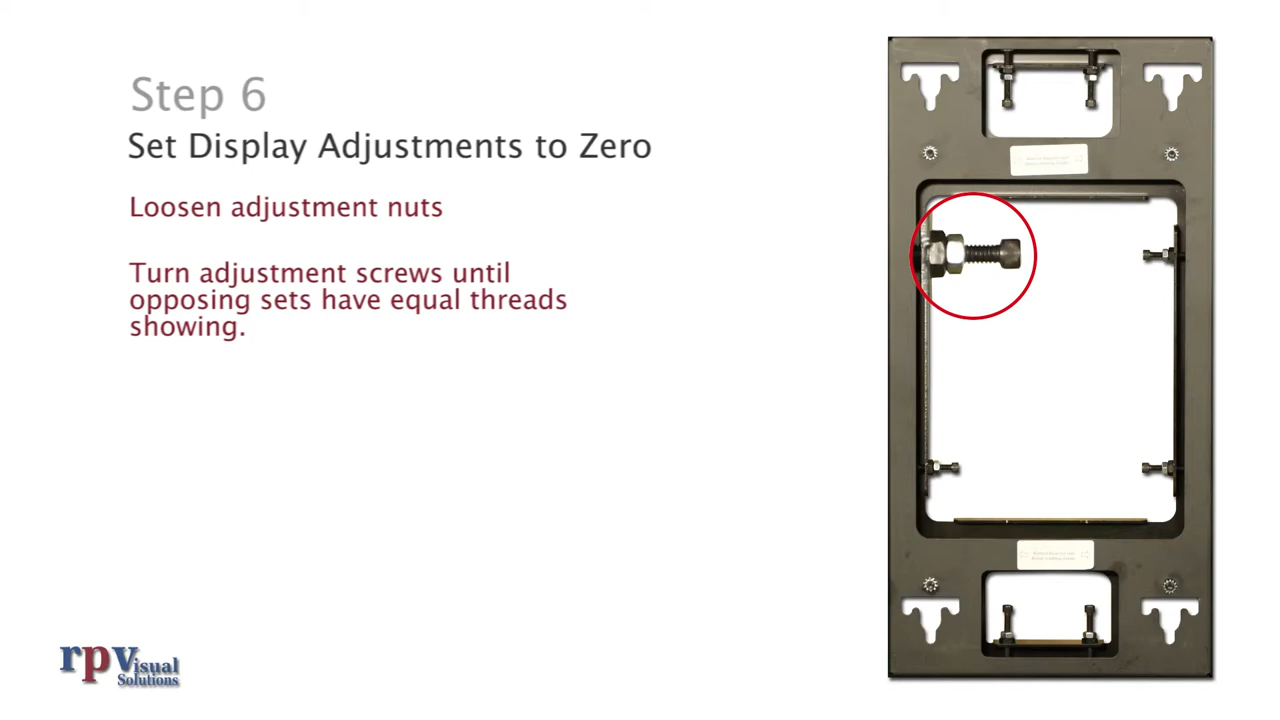 Step 6
Set Display Adjustments to Zero
Loosen adjustment nuts
Turn adjustment screws until
opposing sets have equal threads
showing.
rpVisual
Solutions